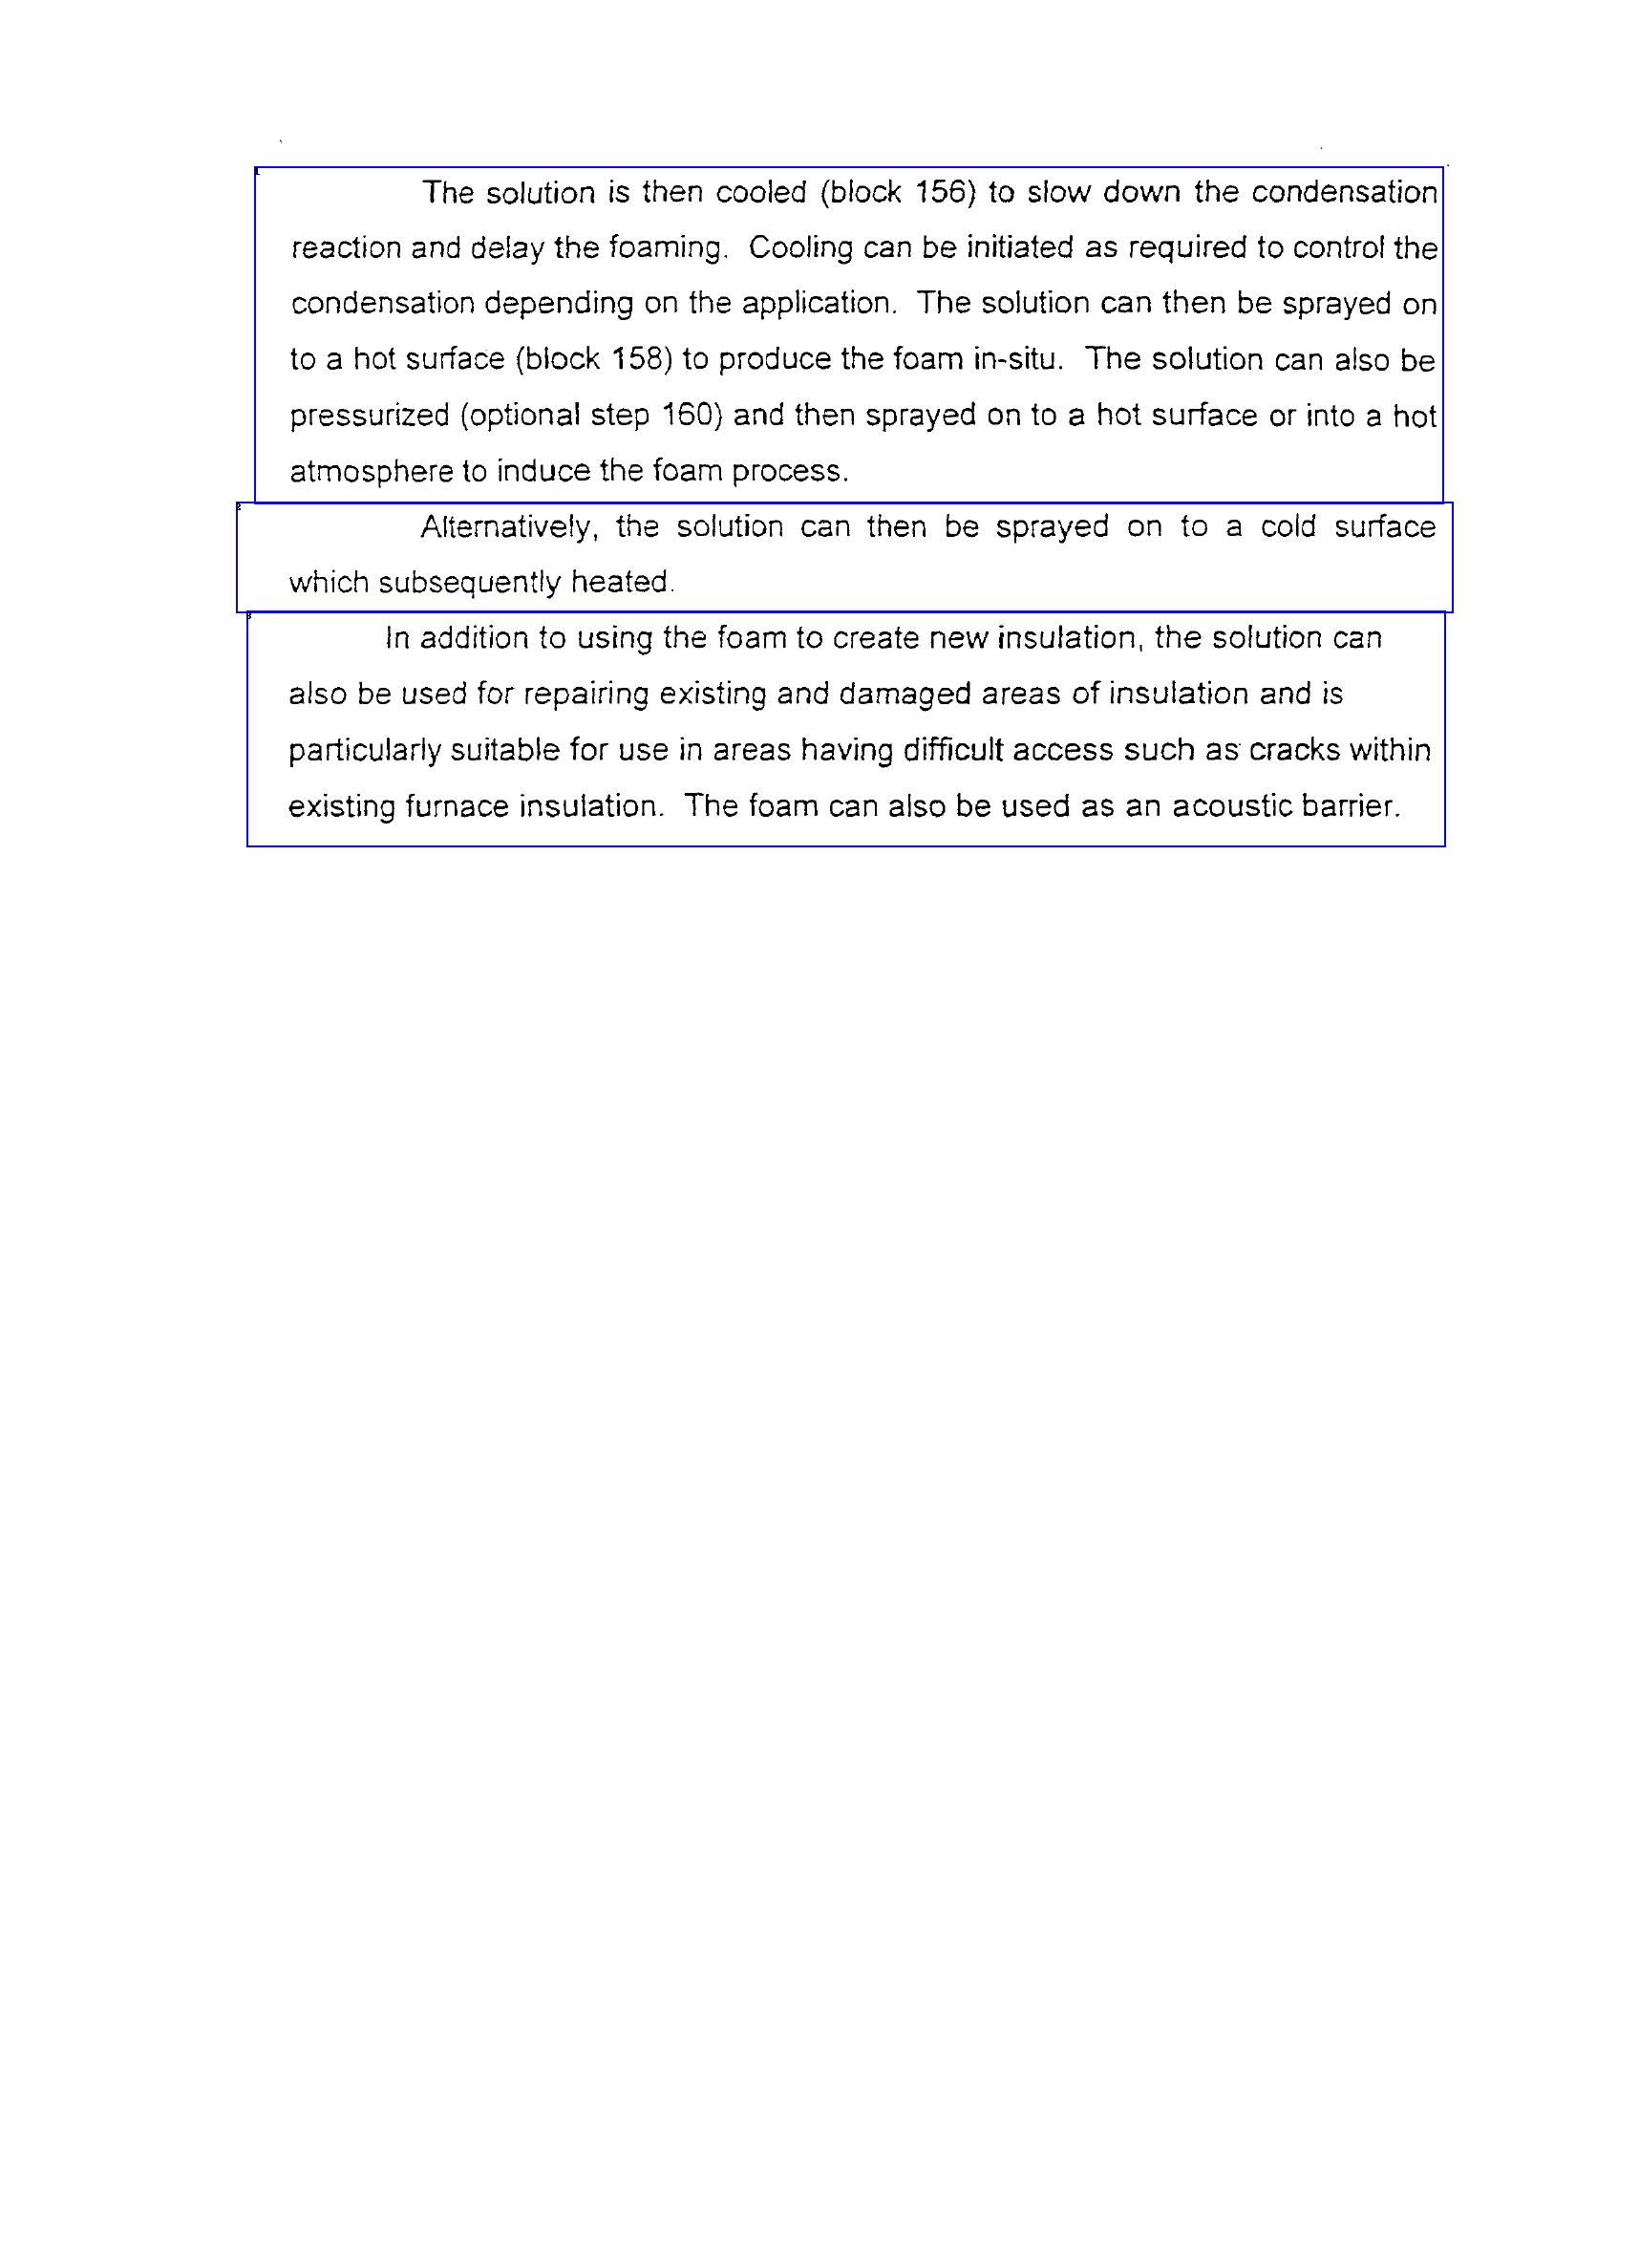 The solution is then cooled (block 156) to slow down the condensation
reaction and delay the foaming. Cooling can be initiated as required to control the
condensation depending on the application. The solution can then be sprayed on
to a hot surface (block 158) to produce the foam in-situ. The solution can also be
pressurized (optional step 160) and then sprayed on to a hot surface or into a hot
atmosphere to induce the foam process.
Alternatively, the solution can then be sprayed on to a cold surface
which subsequently heated.
In addition to using the foam to create new insulation, the solution can
also be used for repairing existing and damaged areas of insulation and is
particularly suitable for use in areas having difficult access such as cracks within
existing furnace insulation. The foam can also be used as an acoustic barrier.